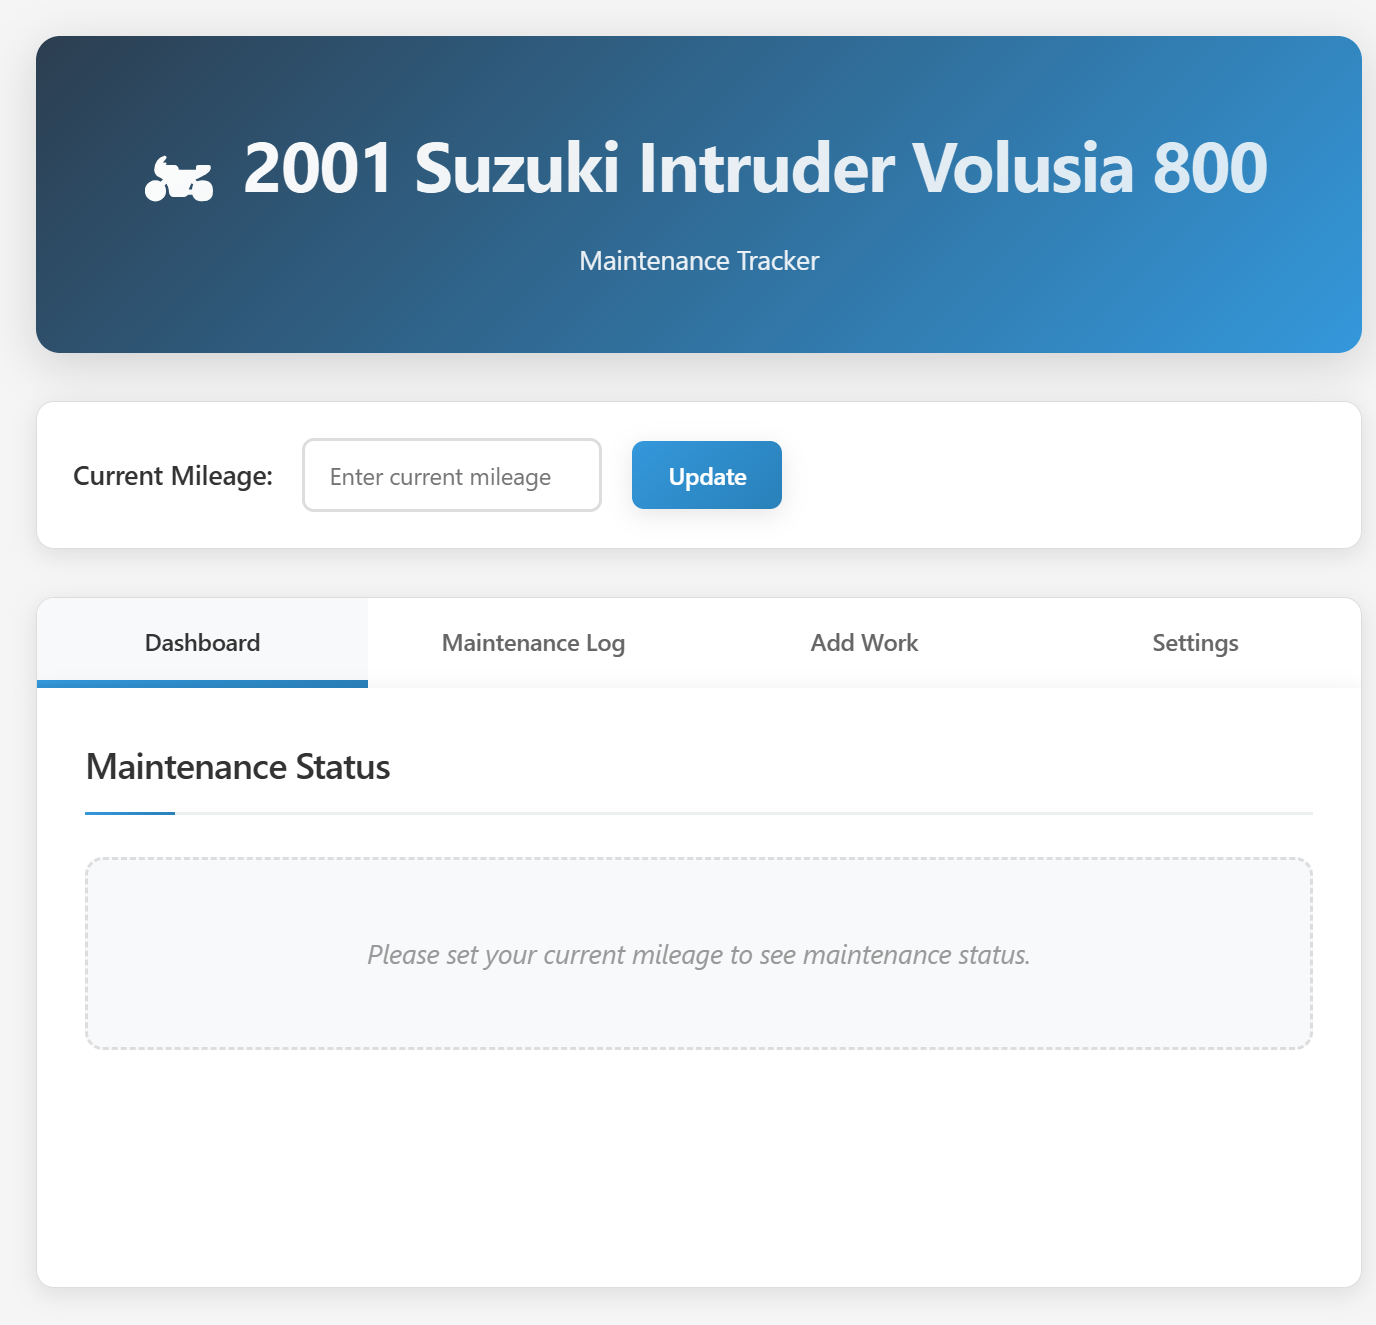 2001 Suzuki Intruder Volusia 800
Maintenance Tracker
Current Mileage:
Enter current mileage
Update
Dashboard
Maintenance Log
Add Work
Settings
Maintenance Status
Please set your current mileage to see maintenance status.